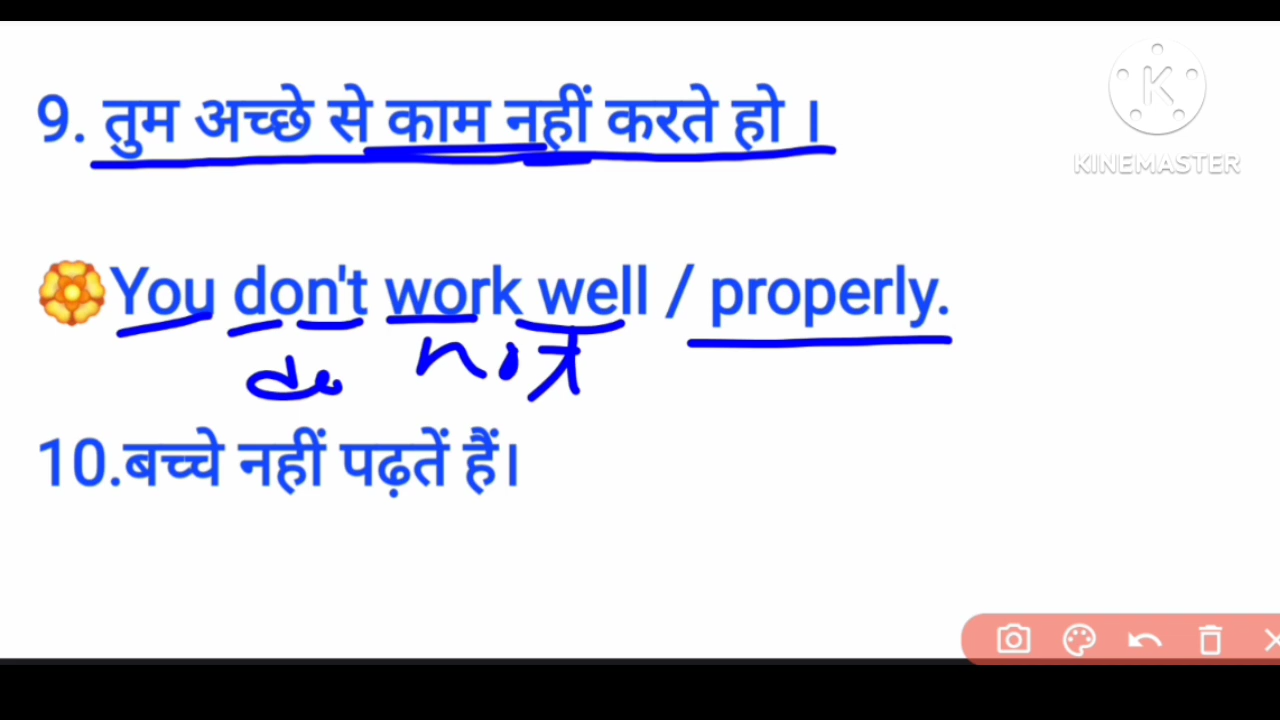 9. तुम अच्छे से काम नहीं करते हो ।
K
KINEMASTER
You don't work well / properly.
do not
10.बच्चे नहीं पढ़तें हैं।